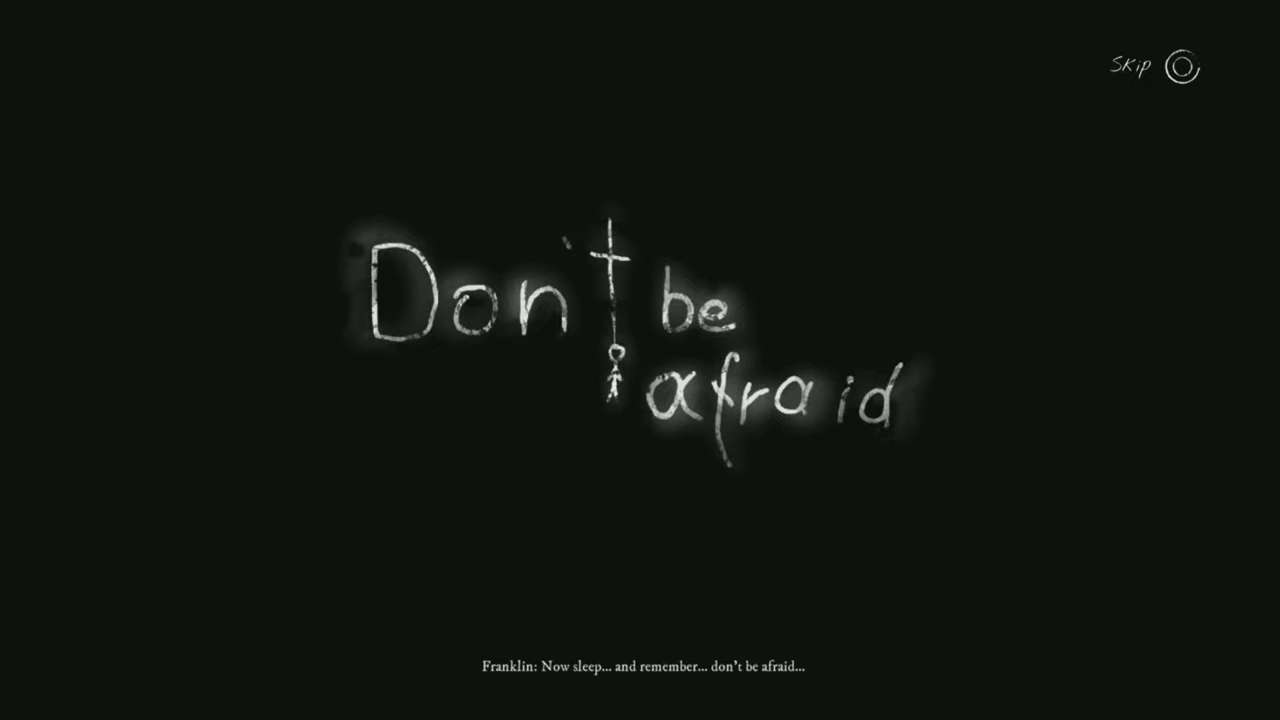 Skip
Don't be
afraid
Franklin: Now sleep... and remember... don't be afraid...